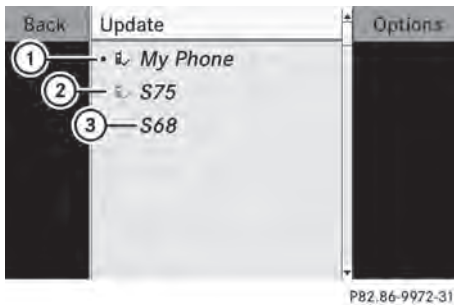 Back Update Options
1 • My Phone
2 S75
3 S68
P82.86-9972-31